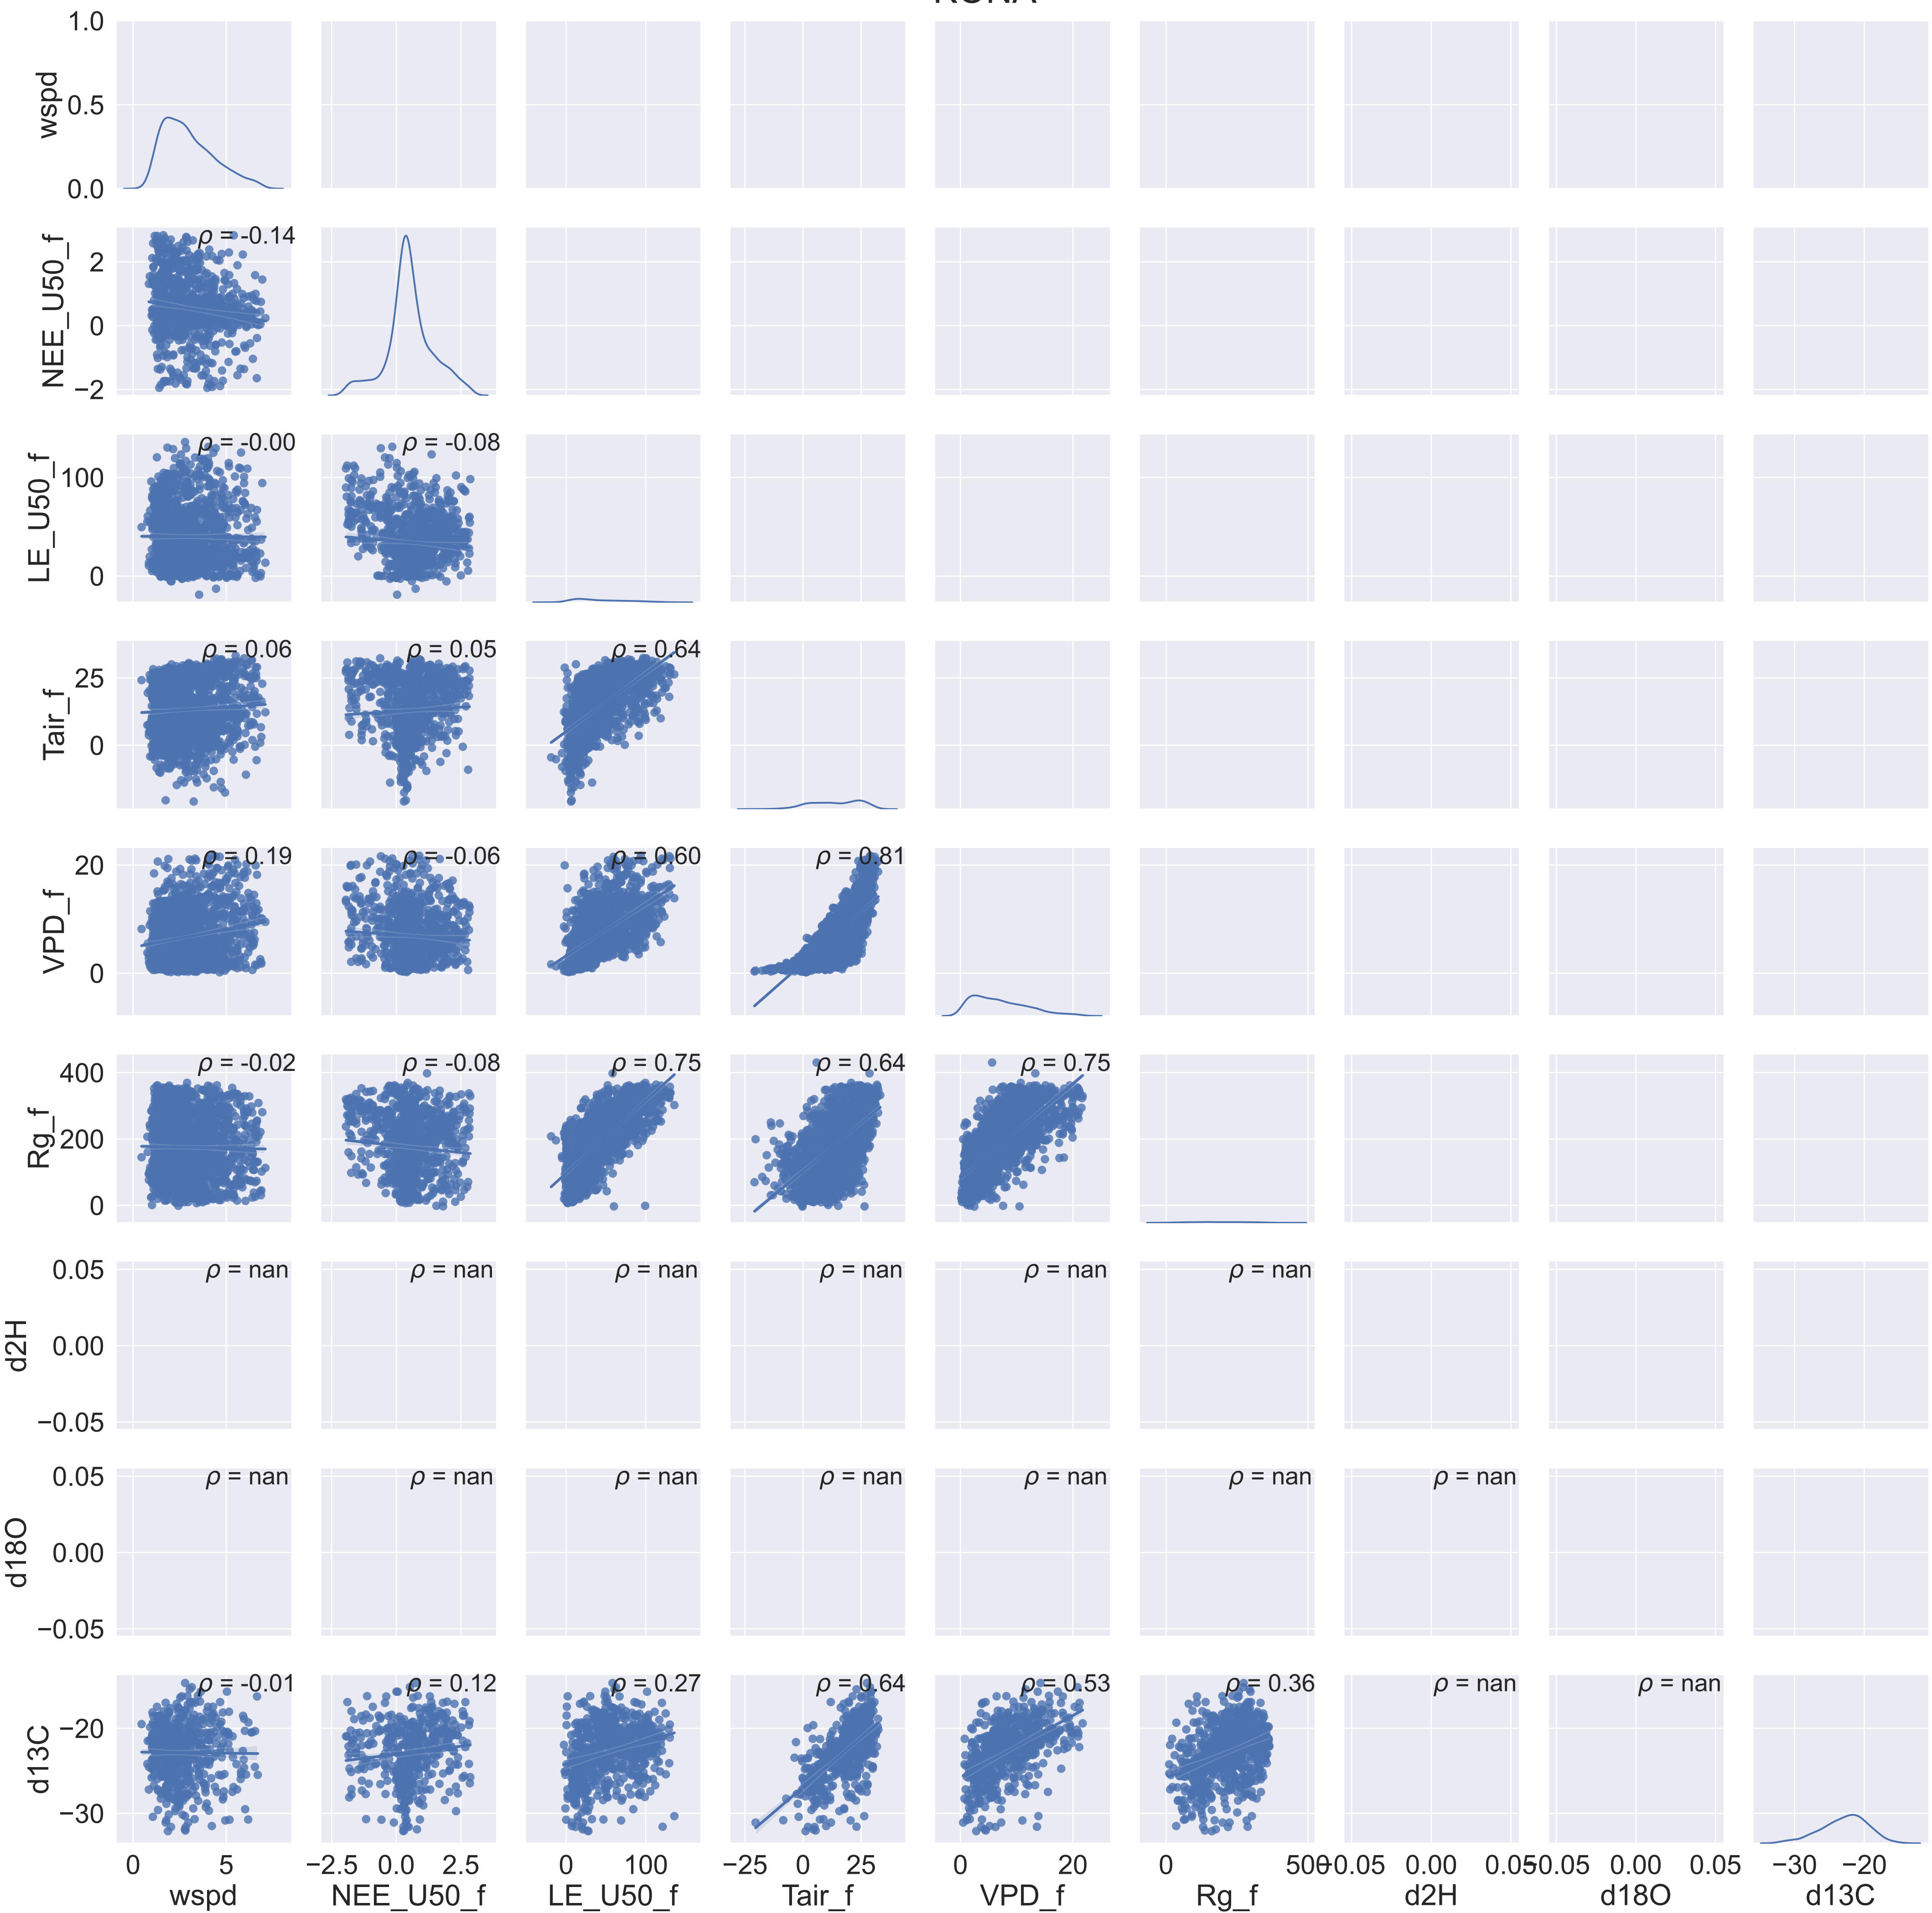 1.0
0.5
0.0
wspd
ρ = -0.14
2
0
−2
NEE_U50_f
ρ = -0.00 ρ = -0.08
100
0
LE_U50_f
ρ = 0.06 ρ = 0.05 ρ = 0.64
25
0
Tair_f
ρ = 0.19 ρ = -0.06 ρ = 0.60 ρ = 0.81
20
0
VPD_f
ρ = -0.02 ρ = -0.08 ρ = 0.75 ρ = 0.64 ρ = 0.75
400
200
0
Rg_f
ρ = nan ρ = nan ρ = nan ρ = nan ρ = nan ρ = nan
0.05
0.00
−0.05
d2H
ρ = nan ρ = nan ρ = nan ρ = nan ρ = nan ρ = nan ρ = nan
0.05
0.00
−0.05
d18O
ρ = -0.01 ρ = 0.12 ρ = 0.27 ρ = 0.64 ρ = 0.53 ρ = 0.36 ρ = nan ρ = nan
−20
−30
d13C
0 5 −2.5 0.0 2.5 0 100 −25 0 25 0 20 0 500 −0.05 0.00 0.05 −0.05 0.00 0.05 −30 −20
wspd NEE_U50_f LE_U50_f Tair_f VPD_f Rg_f d2H d18O d13C